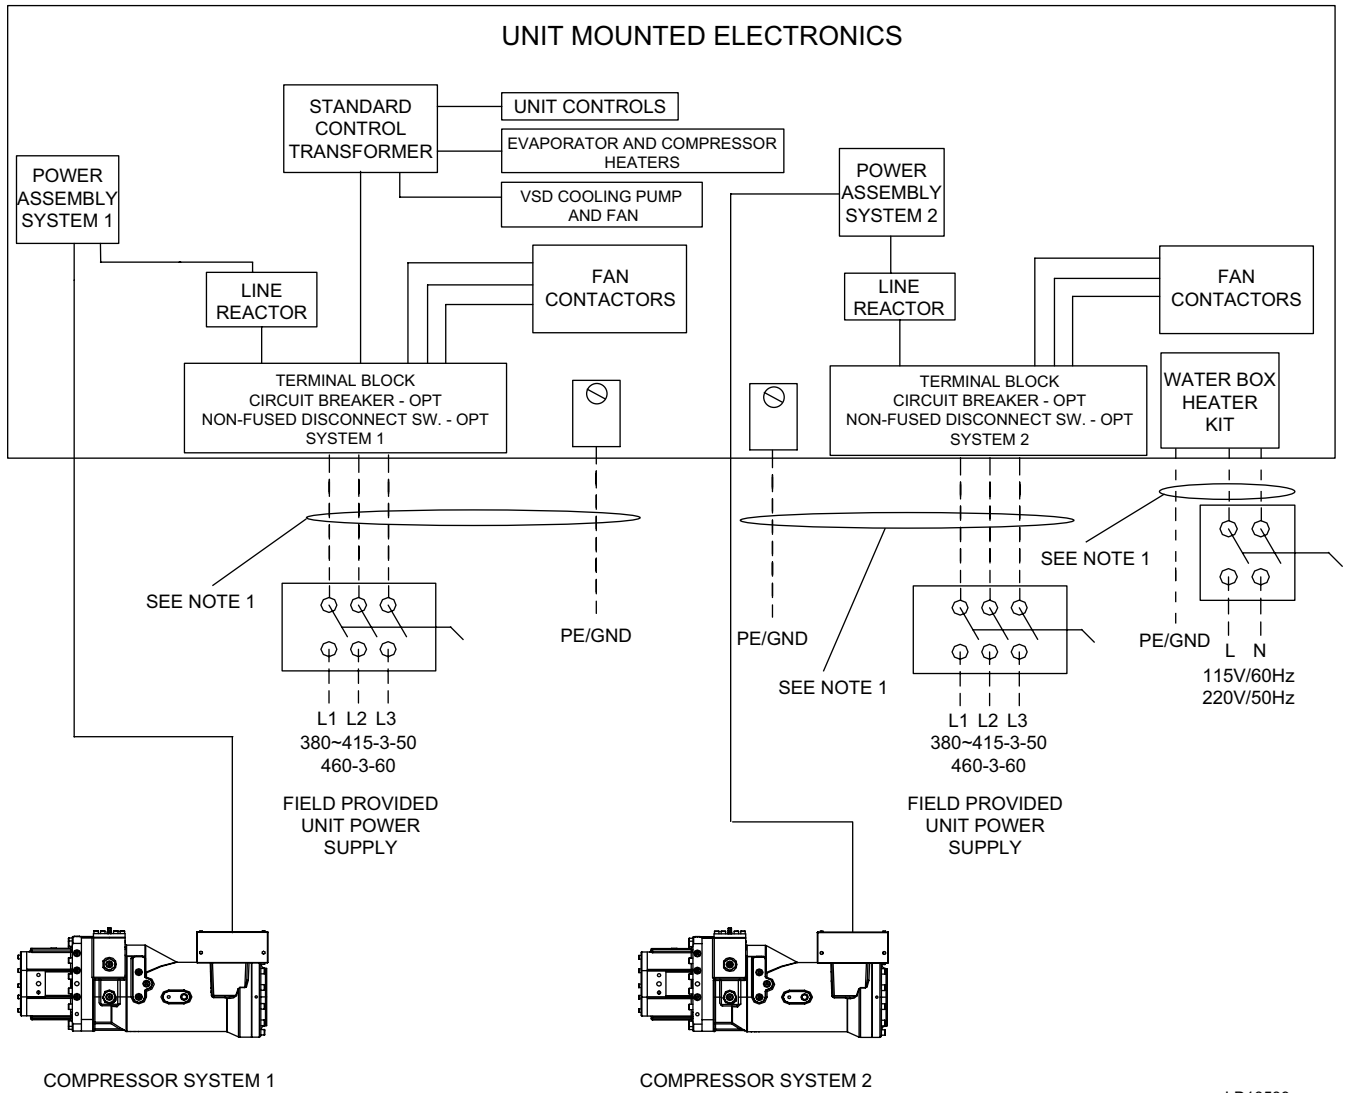 UNIT MOUNTED ELECTRONICS
STANDARD
CONTROL
TRANSFORMER
UNIT CONTROLS
EVAPORATOR AND COMPRESSOR
HEATERS
VSD COOLING PUMP
AND FAN
POWER
ASSEMBLY
SYSTEM 1
LINE
REACTOR
FAN
CONTACTORS
POWER
ASSEMBLY
SYSTEM 2
LINE
REACTOR
FAN
CONTACTORS
TERMINAL BLOCK
CIRCUIT BREAKER - OPT
NON-FUSED DISCONNECT SW. - OPT
SYSTEM 1
TERMINAL BLOCK
CIRCUIT BREAKER - OPT
NON-FUSED DISCONNECT SW. - OPT
SYSTEM 2
WATER BOX
HEATER
KIT
SEE NOTE 1
PE/GND
PE/GND
SEE NOTE 1
SEE NOTE 1
PE/GND
L N
115V/60Hz
220V/50Hz
L1 L2 L3
380~415-3-50
460-3-60
FIELD PROVIDED
UNIT POWER
SUPPLY
L1 L2 L3
380~415-3-50
460-3-60
FIELD PROVIDED
UNIT POWER
SUPPLY
COMPRESSOR SYSTEM 1
COMPRESSOR SYSTEM 2